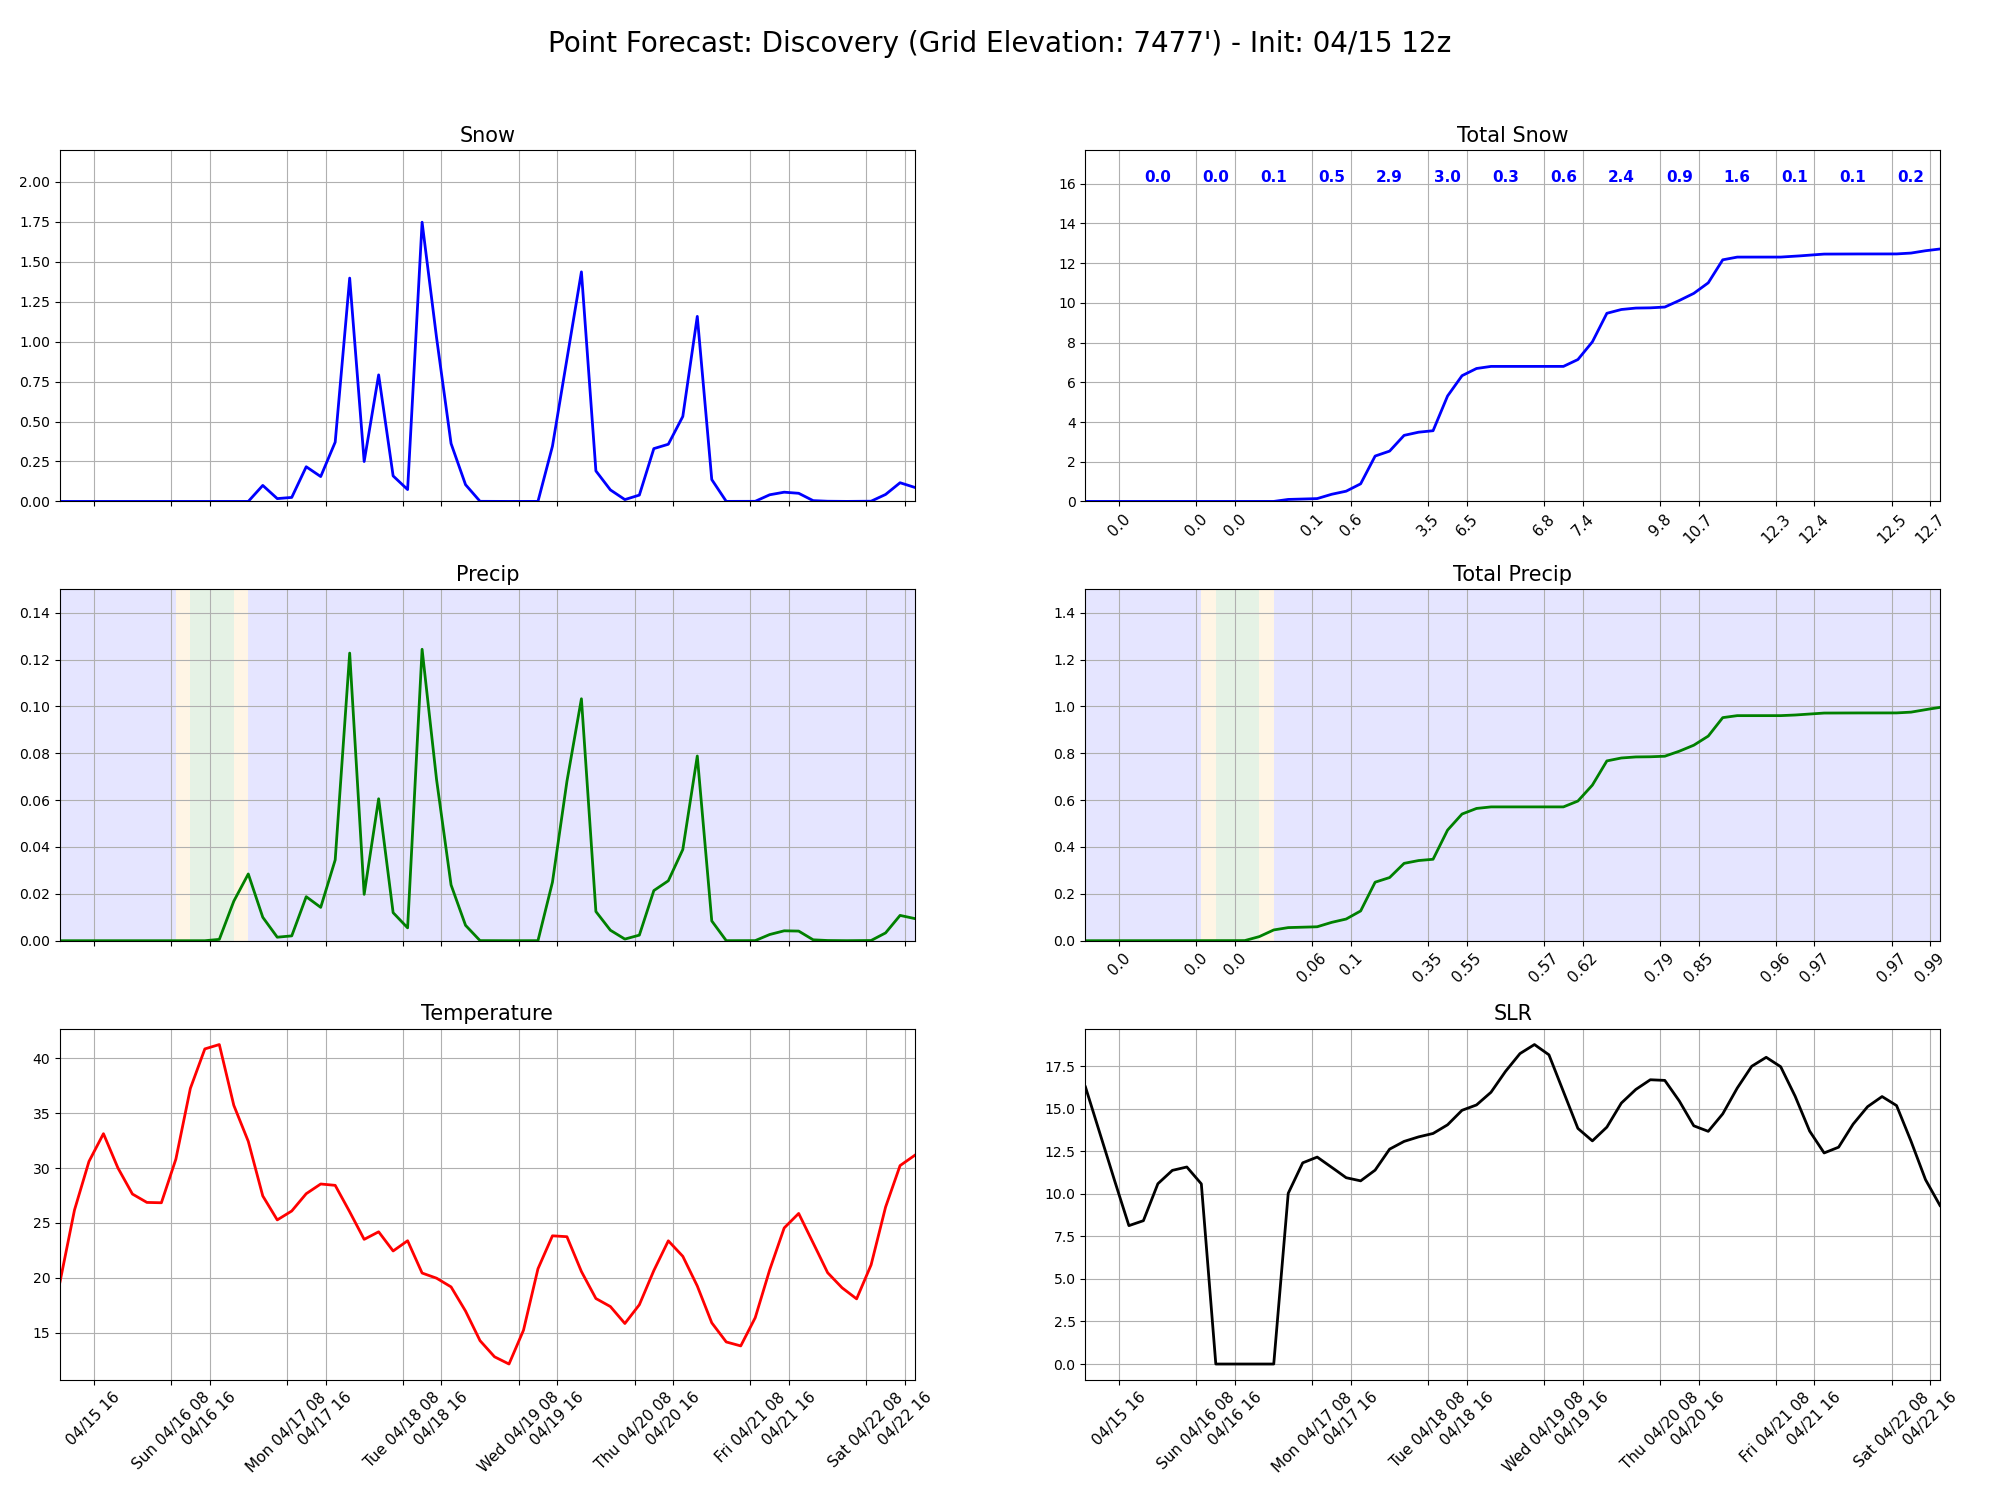 Point Forecast: Discovery (Grid Elevation: 7477') - Init: 04/15 12z
Snow
2.00
1.75
1.50
1.25
1.00
0.75
0.50
0.25
0.00
Total Snow
0.0 0.0 0.1 0.5 2.9 3.0 0.3 0.6 2.4 0.9 1.6 0.1 0.1 0.2
16
14
12
10
8
6
4
2
0
0.0 0.0 0.0 0.1 0.6 3.5 6.5 6.8 7.4 9.8 10.7 12.3 12.4 12.5 12.7
Precip
0.14
0.12
0.10
0.08
0.06
0.04
0.02
0.00
Total Precip
1.4
1.2
1.0
0.8
0.6
0.4
0.2
0.0
0.0 0.0 0.0 0.06 0.1 0.35 0.55 0.57 0.62 0.79 0.85 0.96 0.97 0.97 0.99
Temperature
40
35
30
25
20
15
04/15 16
Sun 04/16 08
04/16 16
Mon 04/17 08
04/17 16
Tue 04/18 08
04/18 16
Wed 04/19 08
04/19 16
Thu 04/20 08
04/20 16
Fri 04/21 08
04/21 16
Sat 04/22 08
04/22 16
SLR
17.5
15.0
12.5
10.0
7.5
5.0
2.5
0.0
04/15 16
Sun 04/16 08
04/16 16
Mon 04/17 08
04/17 16
Tue 04/18 08
04/18 16
Wed 04/19 08
04/19 16
Thu 04/20 08
04/20 16
Fri 04/21 08
04/21 16
Sat 04/22 08
04/22 16